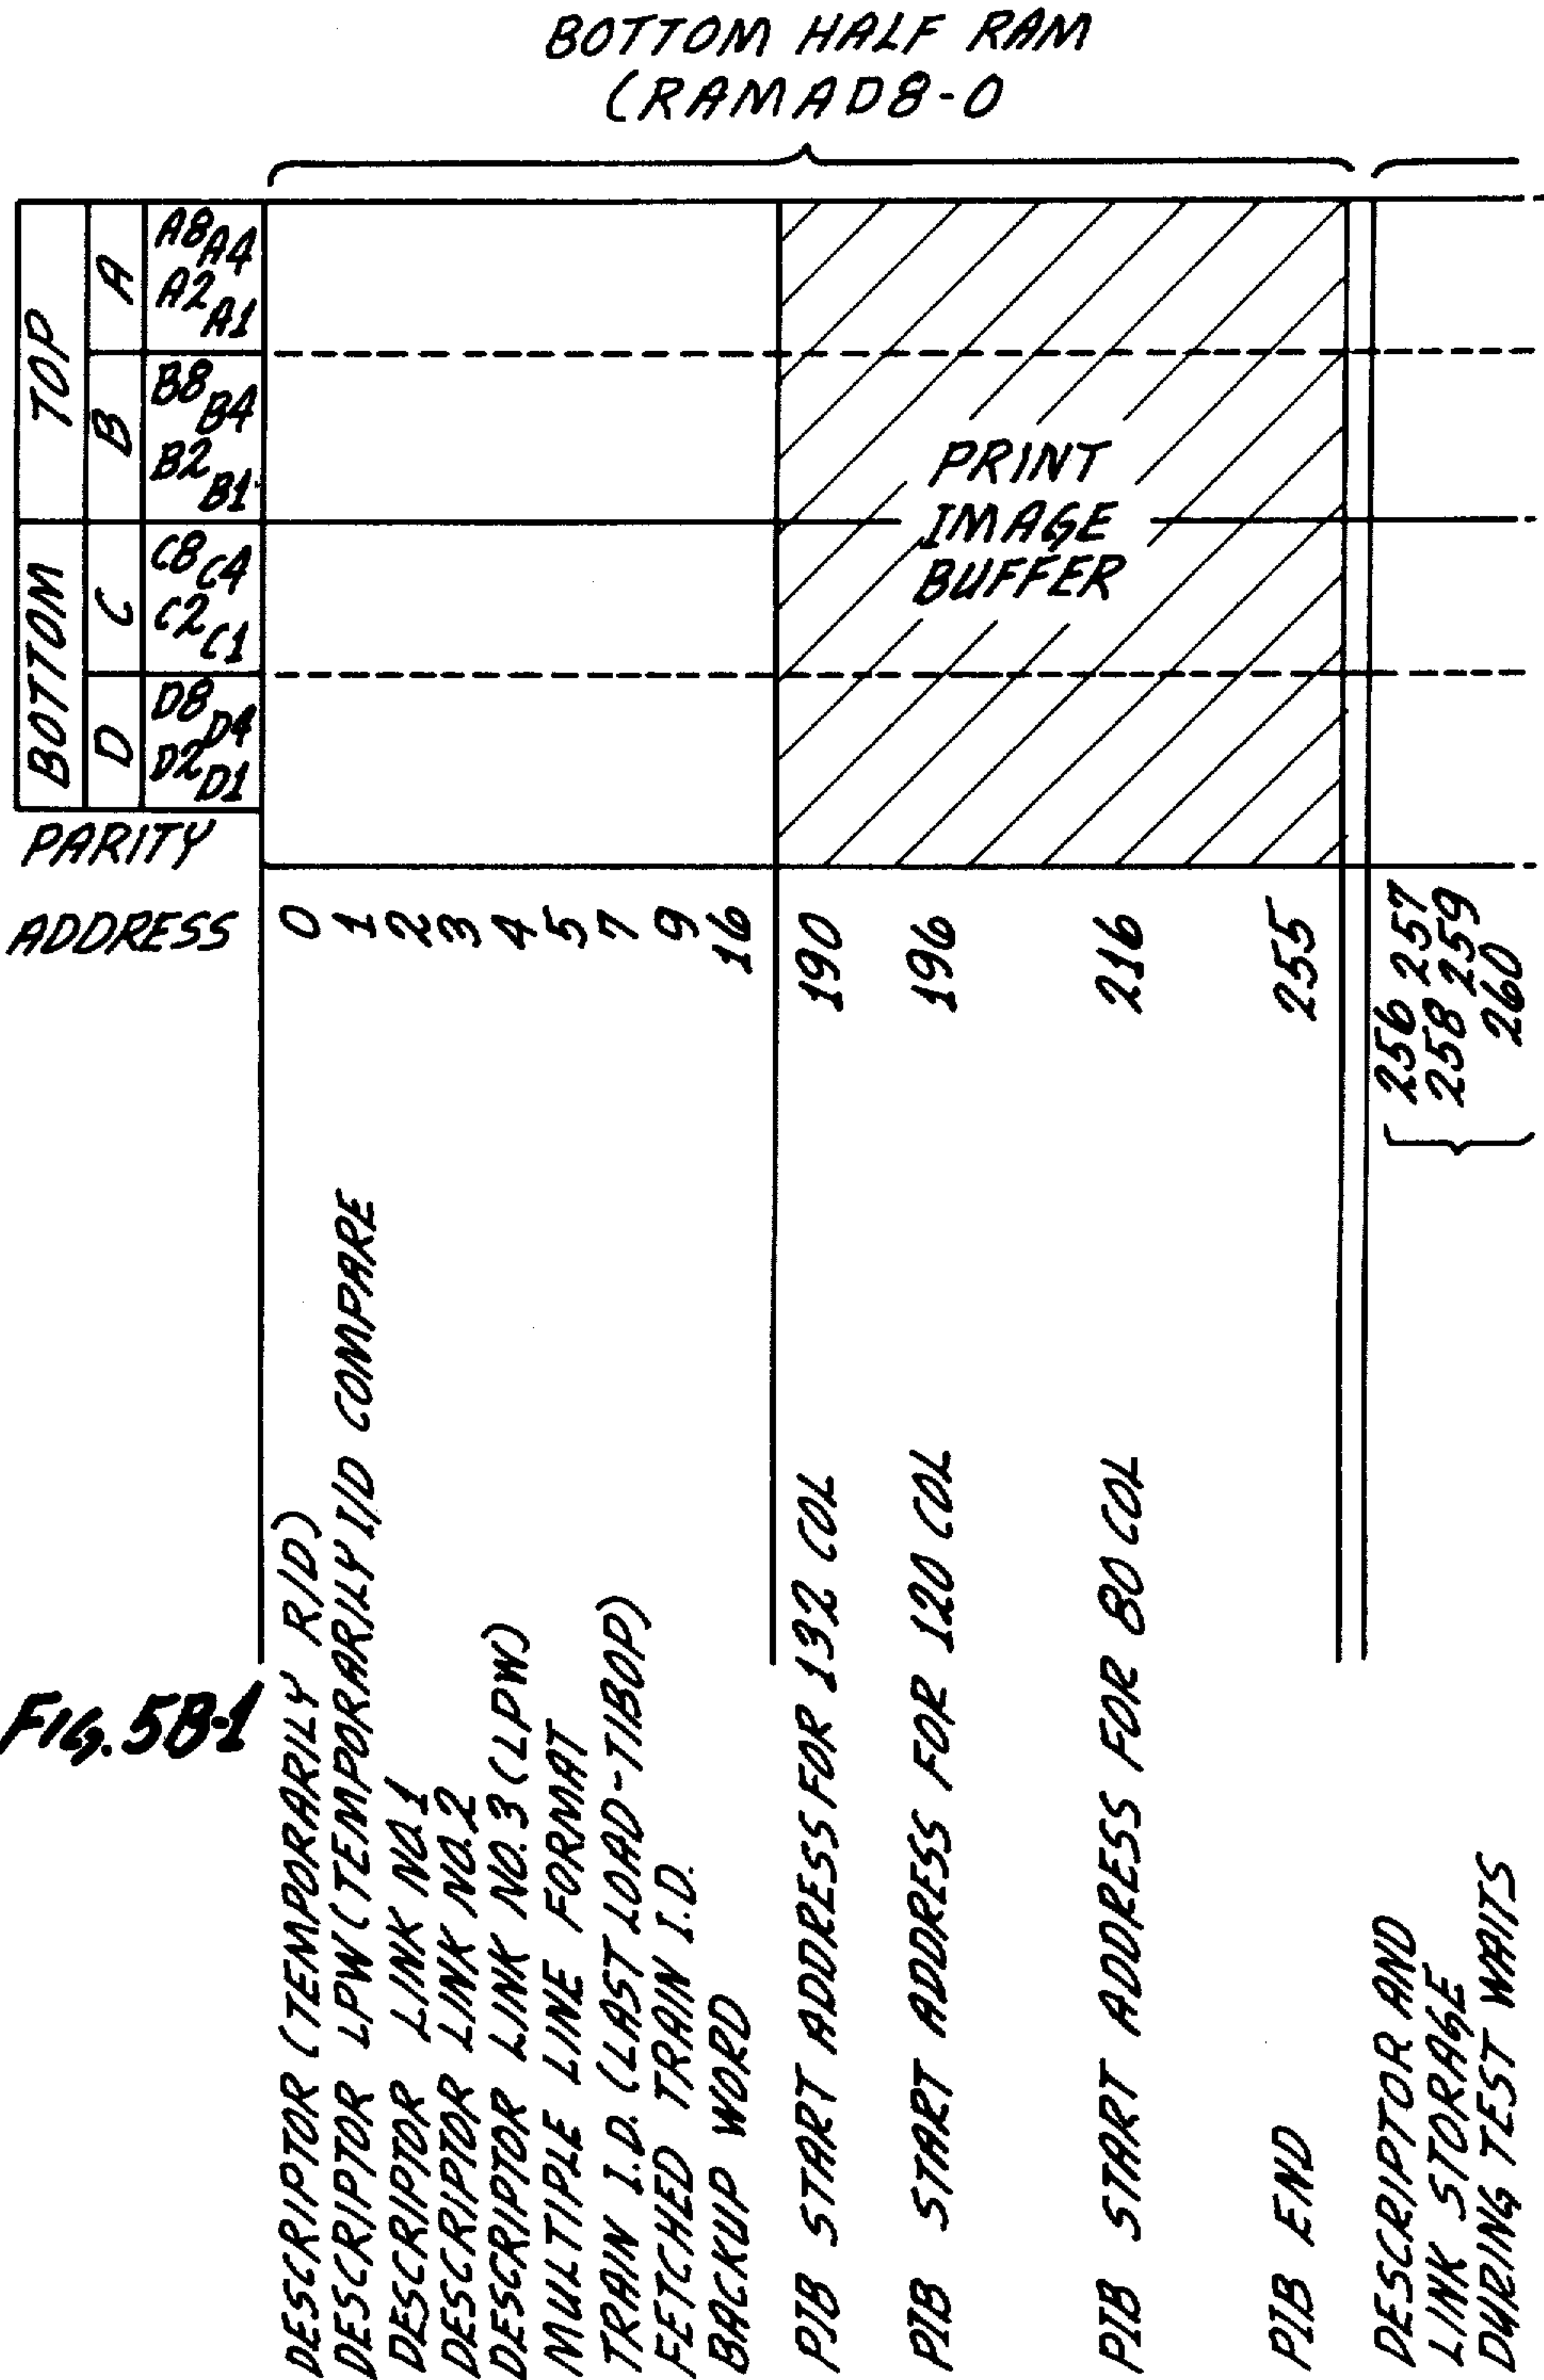 BOTTOM HALF RAM
(RAMAD8-0
FIG. 5B-1
ADDRESS
PARITY
BOTTOM TOP
D C B A
D8 D4 D2 D1 C8 C4 C2 C1 B8 B4 B2 B1 A8 A4 A2 A1
DESCRIPTOR (TEMPORARILY R/D) 0
DESCRIPTOR LPW (TEMPORARILY I/D COMPARE 1
DESCRIPTOR LINK NO.1 2
DESCRIPTOR LINK NO.2 3
DESCRIPTOR LINK NO.3 (LPW) 4
MULTIPLE LINE FORMAT 5
TRAIN I.D. (LAST LOAD-TIBOP) 7
FETCHED TRAIN I.D. 9
BACKUP WORD 16
PIB START ADDRESS FOR 132 COL 190
PIB START ADDRESS FOR 120 COL 196
PIB START ADDRESS FOR 80 COL 216
PIB END 255
PRINT
IMAGE
BUFFER
DESCRIPTOR AND 256 257
LINK STORAGE 258 259
DURING TEST WAITS 260